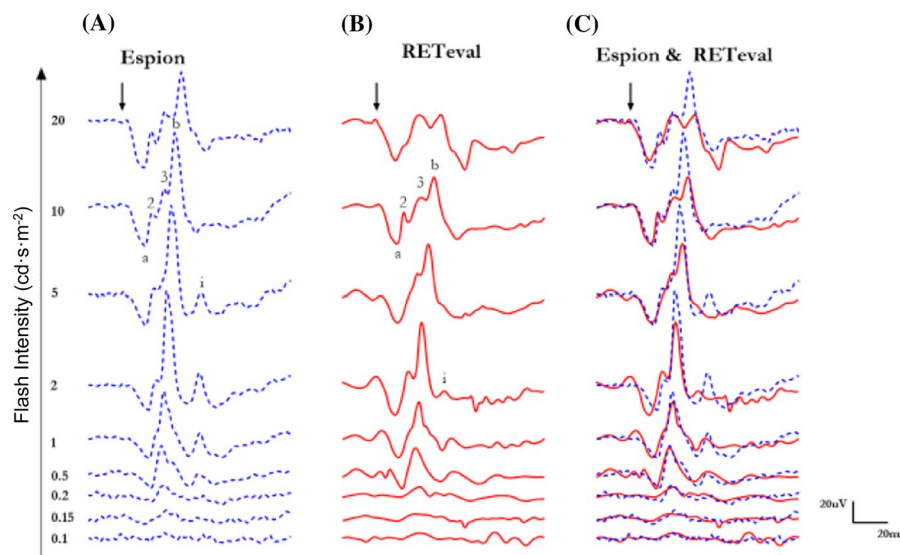 (A) (B) (C)
Espion RETeval Espion & RETeval
20
10
5
2
1
0.5
0.2
0.15
0.1
Flash Intensity (cd·s·m-2)
b
3
2
a
i
b
3
2
a
i
20uV
20m